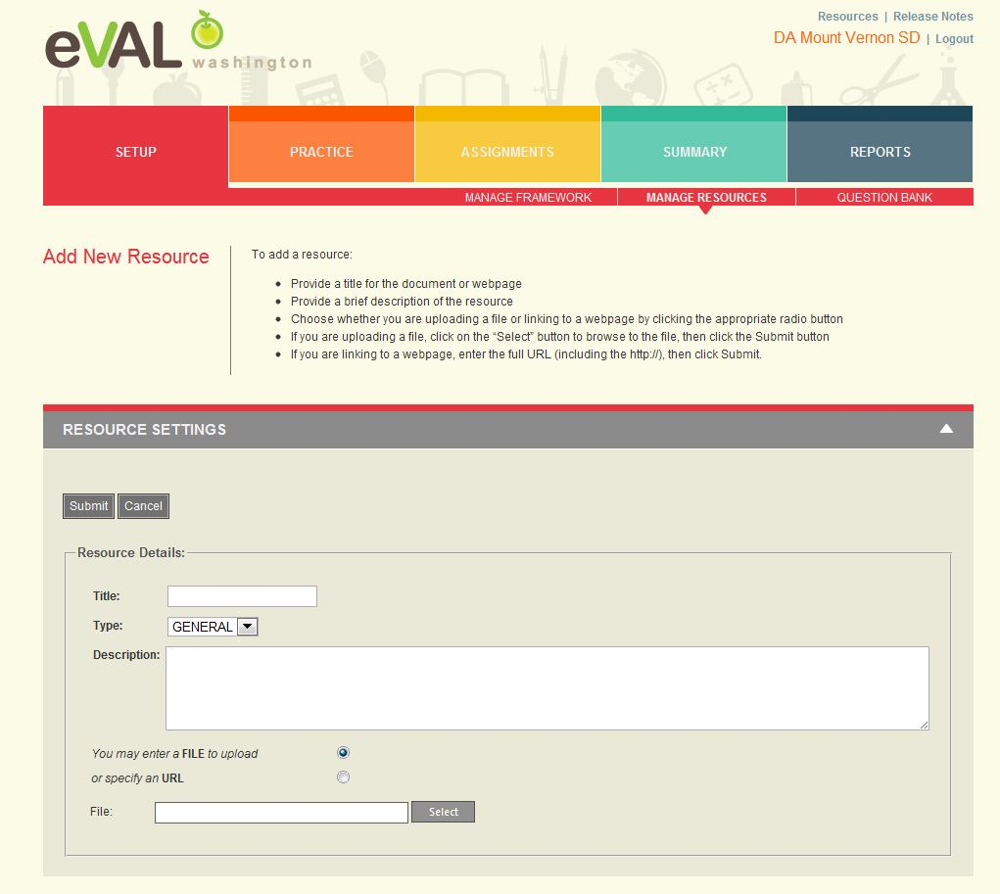 Resources | Release Notes
eVAL
washington
DA Mount Vernon SD | Logout
SETUP
PRACTICE
ASSIGNMENTS
SUMMARY
REPORTS
MANAGE FRAMEWORK
MANAGE RESOURCES
QUESTION BANK
Add New Resource
To add a resource:
Provide a title for the document or webpage
Provide a brief description of the resource
Choose whether you are uploading a file or linking to a webpage by clicking the appropriate radio button
If you are uploading a file, click on the “Select” button to browse to the file, then click the Submit button
If you are linking to a webpage, enter the full URL (including the http://), then click Submit.
RESOURCE SETTINGS
Submit
Cancel
Resource Details:
Title:
Type:
GENERAL
Description:
You may enter a FILE to upload
or specify an URL
File:
Select